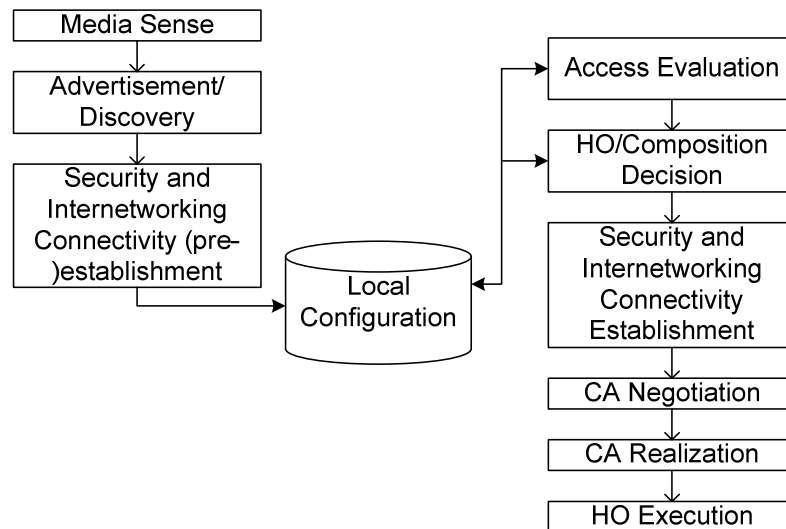 Media Sense
Advertisement/
Discovery
Security and
Internetworking
Connectivity (pre-
)establishment
Local
Configuration
Access Evaluation
HO/Composition
Decision
Security and
Internetworking
Connectivity
Establishment
CA Negotiation
CA Realization
HO Execution